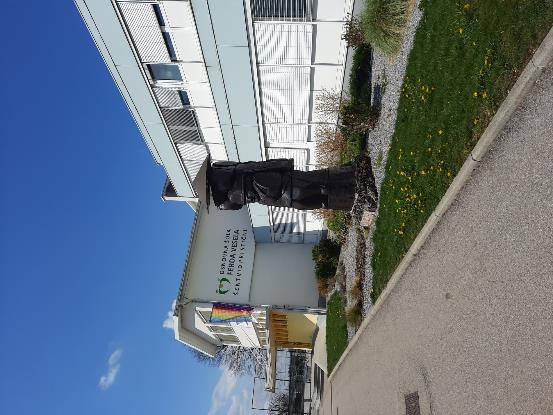 OSNOVNA ŠOLA
FERDA VESELA
ŠENTVID PRI STIČNI